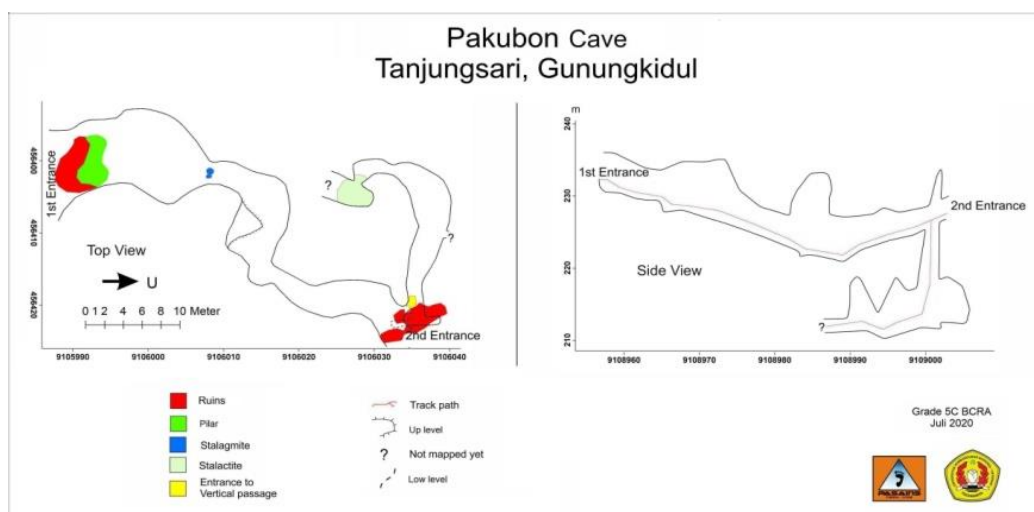 Pakubon Cave
Tanjungsari, Gunungkidul
1st Entrance
456400
456410
456420
Top View
U
0 1 2 4 6 8 10 Meter
?
?
2nd Entrance
9105990
9106000
9106010
9106020
9106030
9106040
m
240
230
220
210
1st Entrance
2nd Entrance
Side View
?
9108960
9108970
9108980
9108990
9109000
Ruins
Pilar
Stalagmite
Stalactite
Entrance to
Vertical passage
Track path
Up level
? Not mapped yet
Low level
Grade 5C BCRA
Juli 2020